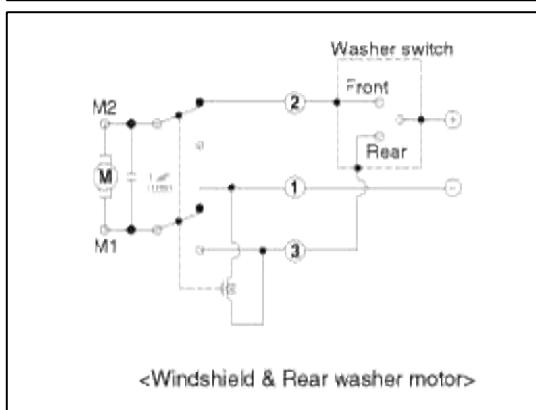 Washer switch
Front
M2
2
+
Rear
M
1
−
M1
3
<Windshield & Rear washer motor>